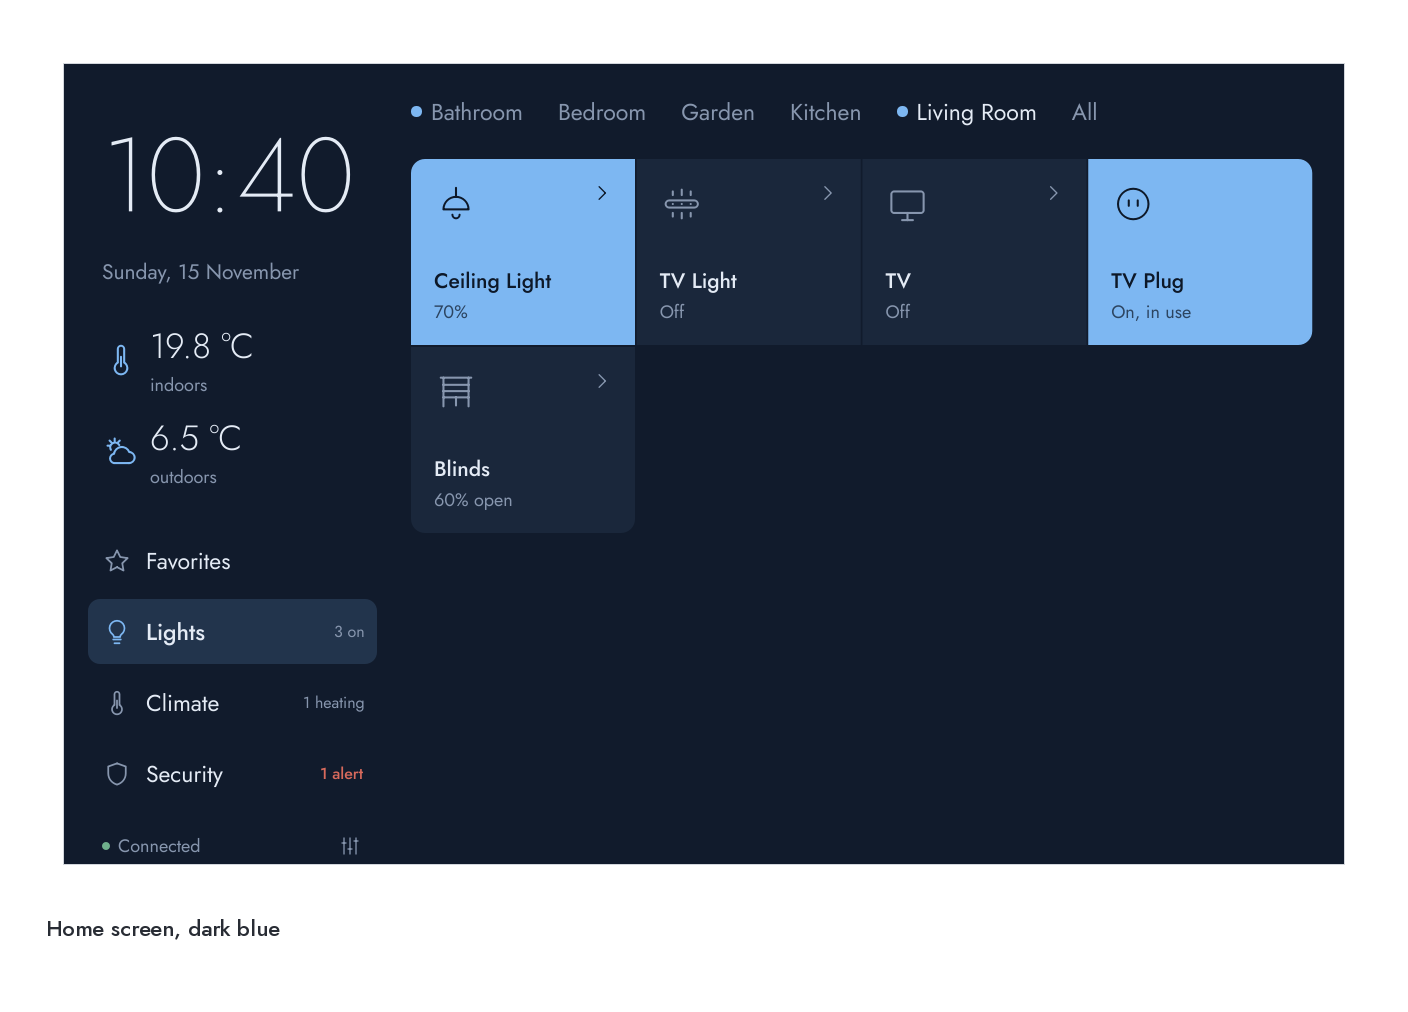 10:40
Sunday, 15 November
19.8 °C
indoors
6.5 °C
outdoors
Favorites
Lights 3 on
Climate 1 heating
Security 1 alert
Connected
Bathroom Bedroom Garden Kitchen Living Room All
Ceiling Light
70%
TV Light
Off
TV
Off
TV Plug
On, in use
Blinds
60% open
Home screen, dark blue